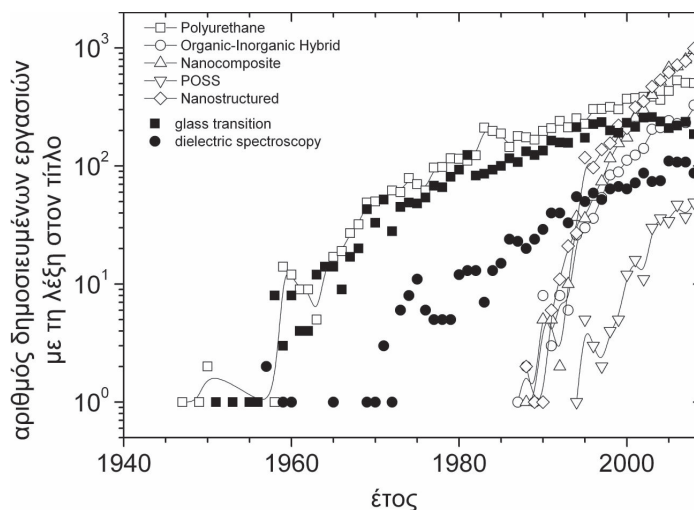 Polyurethane
Organic-Inorganic Hybrid
Nanocomposite
POSS
Nanostructured
glass transition
dielectric spectroscopy
αριθμός δημοσιευμένων εργασιών
με τη λέξη στον τίτλο
10³
10²
10¹
10⁰
1940 1960 1980 2000
έτος